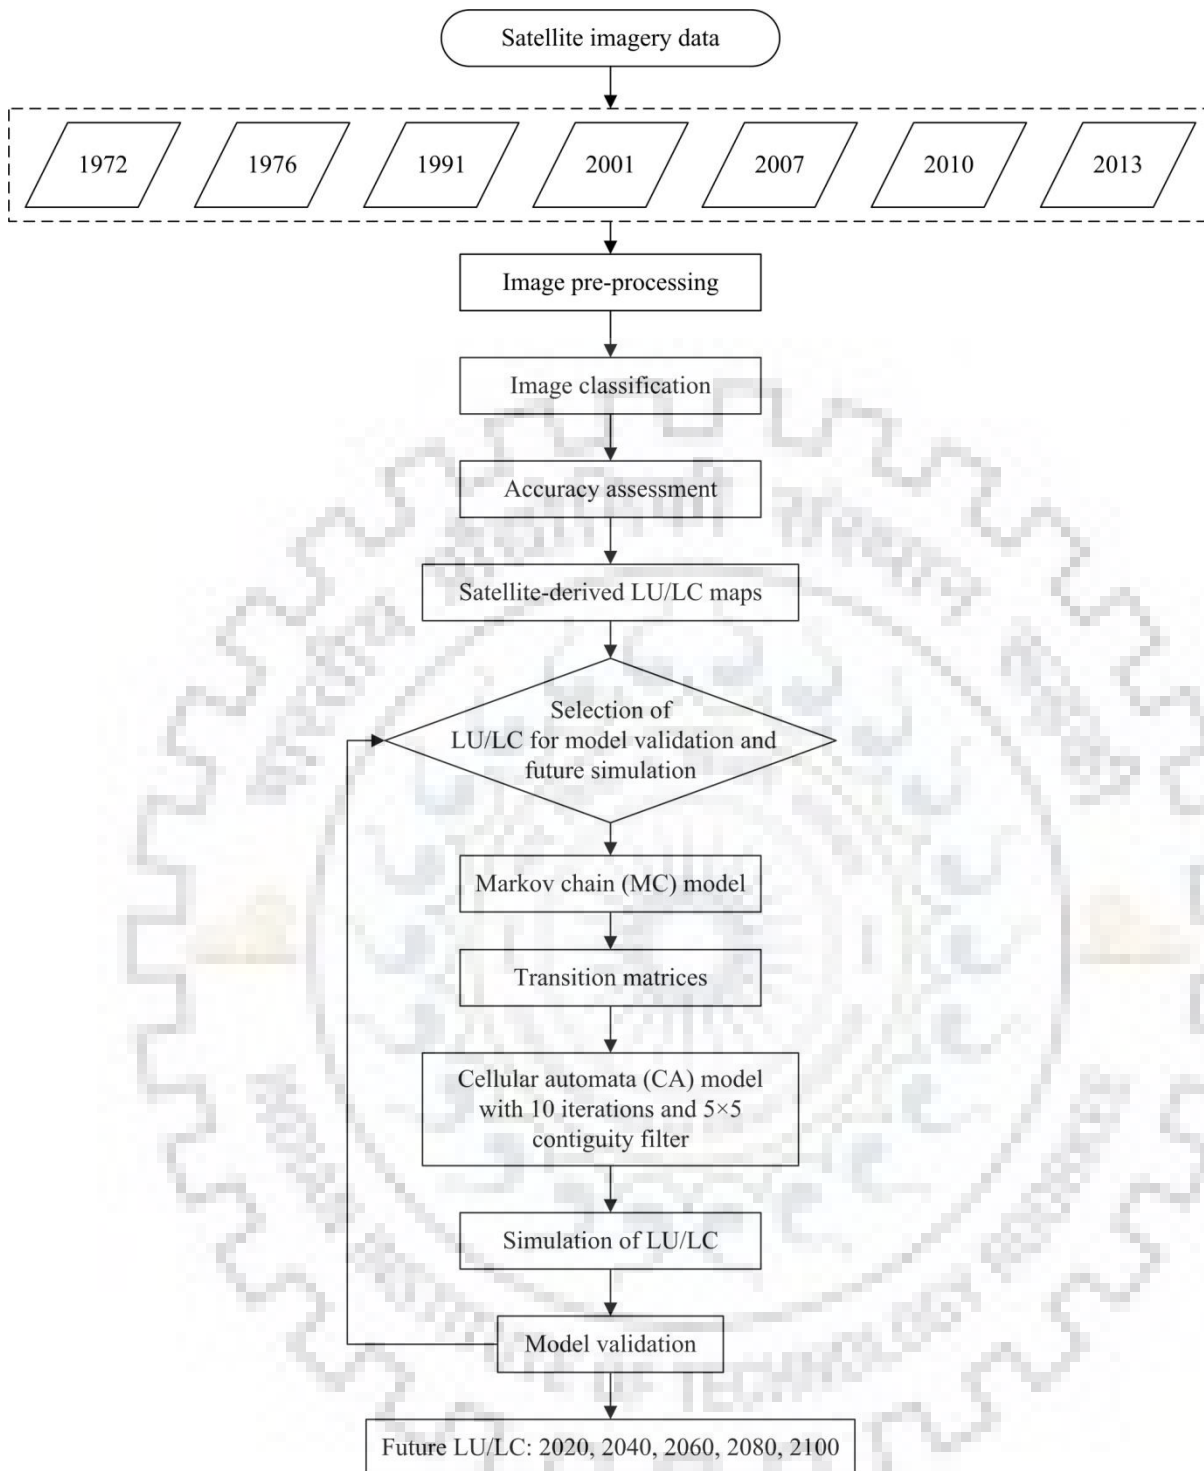 Satellite imagery data
1972 1976 1991 2001 2007 2010 2013
Image pre-processing
Image classification
Accuracy assessment
Satellite-derived LU/LC maps
Selection of
LU/LC for model validation and
future simulation
Markov chain (MC) model
Transition matrices
Cellular automata (CA) model
with 10 iterations and 5×5
contiguity filter
Simulation of LU/LC
Model validation
Future LU/LC: 2020, 2040, 2060, 2080, 2100